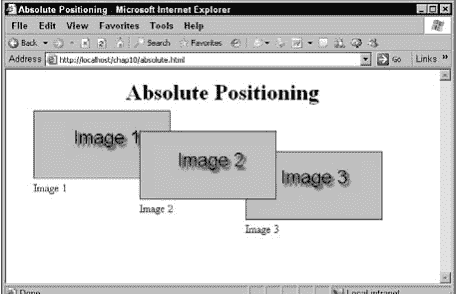 Absolute Positioning - Microsoft Internet Explorer
File Edit View Favorites Tools Help
Back Search Favorites
Address http://localhost/chap10/absolute.html Go Links »
Absolute Positioning
Image 1
Image 2
Image 3
Image 1
Image 2
Image 3
Done Local intranet